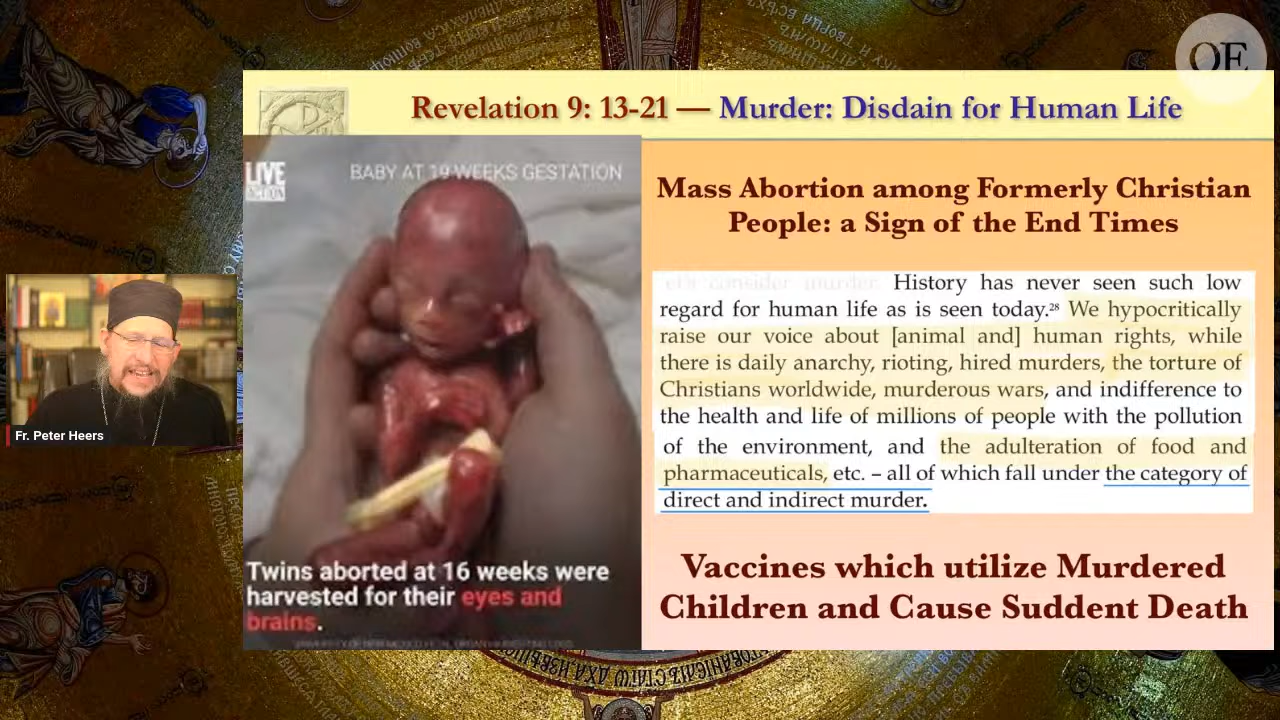 OE
Revelation 9: 13-21 — Murder: Disdain for Human Life
LIVE
ACTION
BABY AT 19 WEEKS GESTATION
Twins aborted at 16 weeks were
harvested for their eyes and
brains.
Mass Abortion among Formerly Christian
People: a Sign of the End Times
consider murder. History has never seen such low
regard for human life as is seen today.²⁸ We hypocritically
raise our voice about [animal and] human rights, while
there is daily anarchy, rioting, hired murders, the torture of
Christians worldwide, murderous wars, and indifference to
the health and life of millions of people with the pollution
of the environment, and the adulteration of food and
pharmaceuticals, etc. – all of which fall under the category of
direct and indirect murder.
Vaccines which utilize Murdered
Children and Cause Suddent Death
Fr. Peter Heers